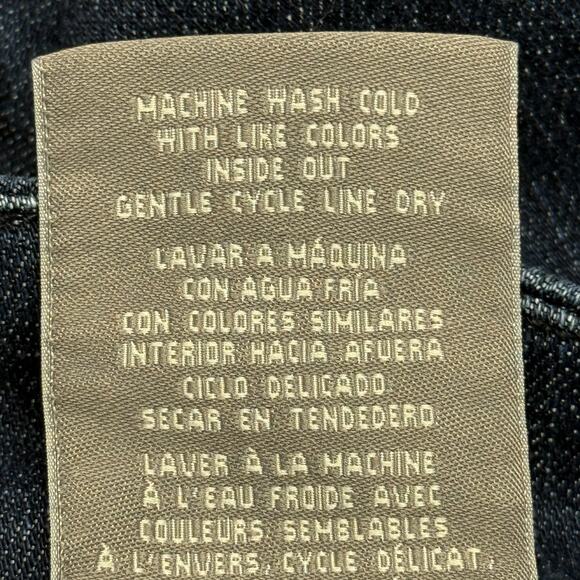 MACHINE WASH COLD
WITH LIKE COLORS
INSIDE OUT
GENTLE CYCLE LINE DRY
LAVAR A MÁQUINA
CON AGUA FRÍA
CON COLORES SIMILARES
INTERIOR HACIA AFUERA
CICLO DELICADO
SECAR EN TENDEDERO
LAVER À LA MACHINE
À L'EAU FROIDE AVEC
COULEURS SEMBLABLES
À L'ENVERS, CYCLE DÉLICAT,